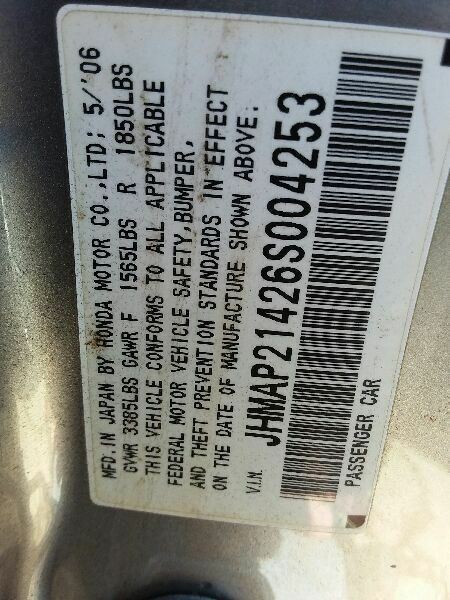 MFD. IN JAPAN BY HONDA MOTOR CO.,LTD; 5/'06
GVWR 3385LBS GAWR F 1565LBS R 1850LBS
THIS VEHICLE CONFORMS TO ALL APPLICABLE
FEDERAL MOTOR VEHICLE SAFETY,BUMPER,
AND THEFT PREVENTION STANDARDS IN EFFECT
ON THE DATE OF MANUFACTURE SHOWN ABOVE.
V.I.N. JHMAP21426S004253
PASSENGER CAR